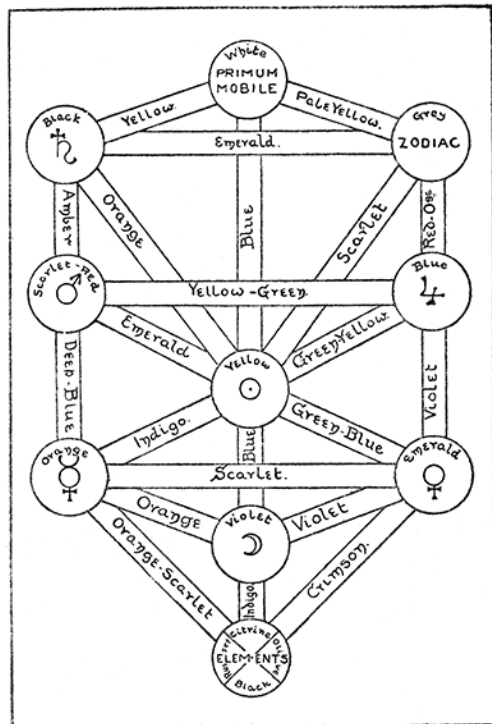 White
PRIMUM
MOBILE
Yellow.
Pale Yellow.
Black
♄
Grey
ZODIAC
Emerald.
Amber
Orange
Blue
Scarlet
Red-Ogе
Scarlet-Red
♂
Yellow-Green.
Blue
♃
Emerald
Green Yellow.
Yellow
☉
Deep-Blue
Violet
Indigo.
Blue
Green-Blue
Orange
☿
Scarlet.
Emerald
♀
Orange
Violet
☽
Violet
Orange-Scarlet
Indigo.
Crimson.
Citrine
Russet
Olive
ELEMENTS
Black